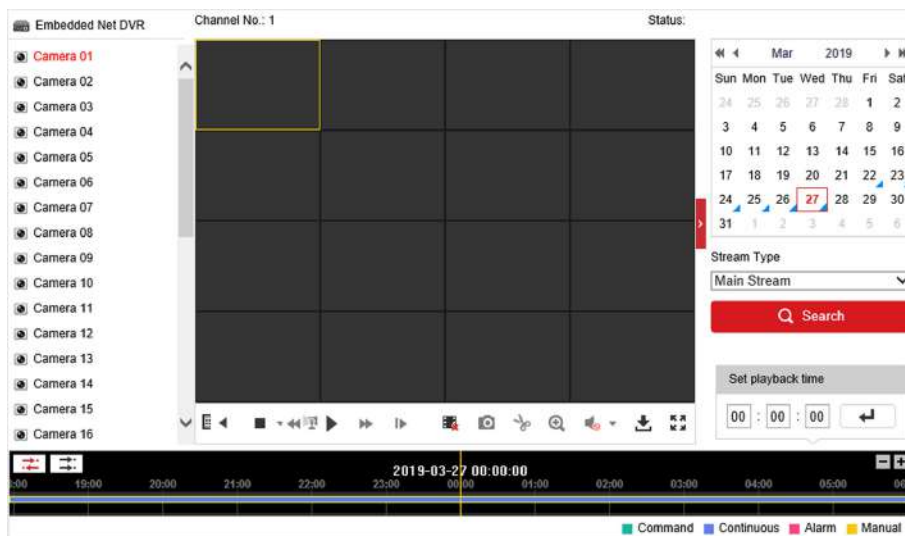 Embedded Net DVR
Channel No.: 1
Status:
Camera 01
Camera 02
Camera 03
Camera 04
Camera 05
Camera 06
Camera 07
Camera 08
Camera 09
Camera 10
Camera 11
Camera 12
Camera 13
Camera 14
Camera 15
Camera 16
Mar 2019
Sun Mon Tue Wed Thu Fri Sat
24 25 26 27 28 1 2
3 4 5 6 7 8 9
10 11 12 13 14 15 16
17 18 19 20 21 22 23
24 25 26 27 28 29 30
31 1 2 3 4 5 6
Stream Type
Main Stream
Search
Set playback time
00 : 00 : 00
2019-03-27 00:00:00
:00 19:00 20:00 21:00 22:00 23:00 00:00 01:00 02:00 03:00 04:00 05:00 06
Command Continuous Alarm Manual